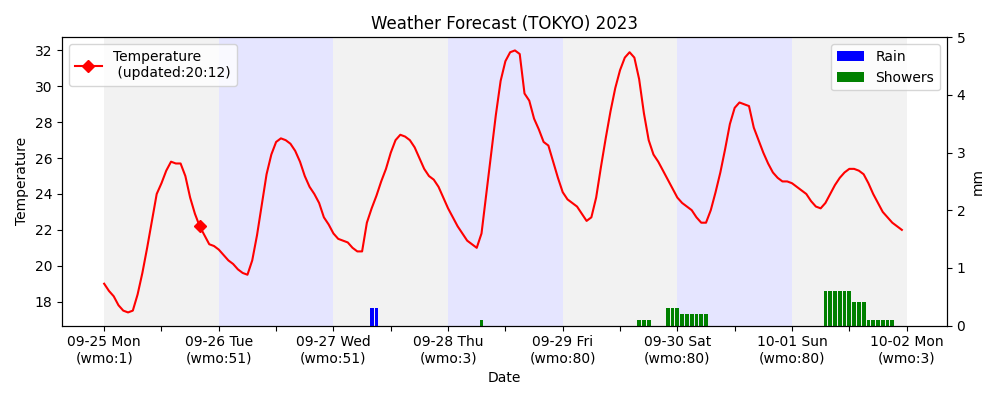 Weather Forecast (TOKYO) 2023
Temperature
(updated:20:12)
Rain
Showers
Temperature
32
30
28
26
24
22
20
18
5
4
3
2
1
0
mm
09-25 Mon 09-26 Tue 09-27 Wed 09-28 Thu 09-29 Fri 09-30 Sat 10-01 Sun 10-02 Mon
(wmo:1) (wmo:51) (wmo:51) (wmo:3) (wmo:80) (wmo:80) (wmo:80) (wmo:3)
Date